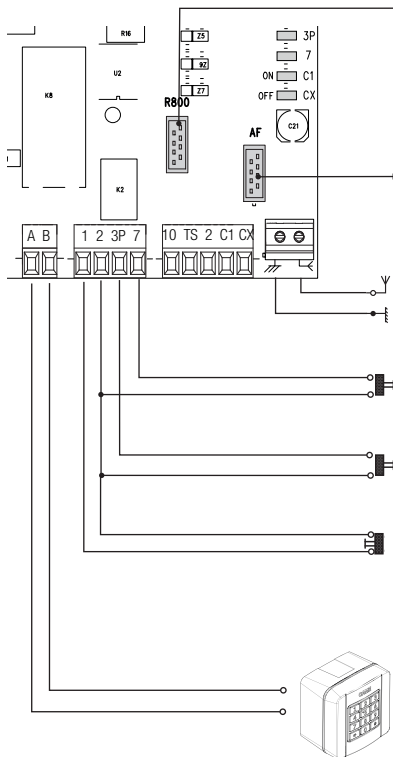 R16
Z5
3P
K8
U2
9Z
7
ON
C1
R800
Z7
OFF
CX
AF
C21
K2
A B
1 2 3P 7
10 TS 2 C1 CX